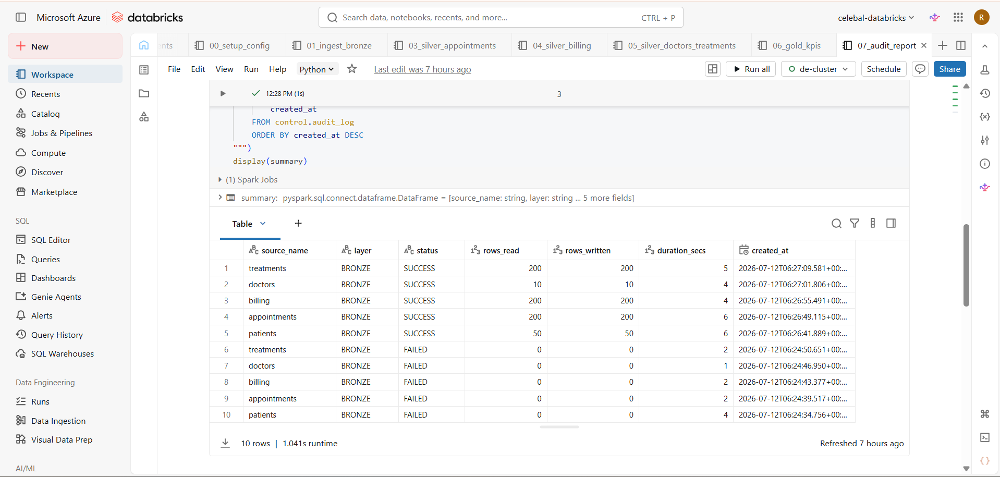 Microsoft Azure databricks
Search data, notebooks, recents, and more... CTRL + P
celebal-databricks
R
New
Workspace
Recents
Catalog
Jobs & Pipelines
Compute
Discover
Marketplace
SQL
SQL Editor
Queries
Dashboards
Genie Agents
Alerts
Query History
SQL Warehouses
Data Engineering
Runs
Data Ingestion
Visual Data Prep
AI/ML
nts 00_setup_config 01_ingest_bronze 03_silver_appointments 04_silver_billing 05_silver_doctors_treatments 06_gold_kpis 07_audit_report
File Edit View Run Help Python Last edit was 7 hours ago Run all de-cluster Schedule Share
12:28 PM (1s) 3
created_at
FROM control.audit_log
ORDER BY created_at DESC
""")
display(summary)
(1) Spark Jobs
summary: pyspark.sql.connect.dataframe.DataFrame = [source_name: string, layer: string ... 5 more fields]
Table +
source_name layer status rows_read rows_written duration_secs created_at
1 treatments BRONZE SUCCESS 200 200 5 2026-07-12T06:27:09.581+00:...
2 doctors BRONZE SUCCESS 10 10 4 2026-07-12T06:27:01.806+00:...
3 billing BRONZE SUCCESS 200 200 4 2026-07-12T06:26:55.491+00:...
4 appointments BRONZE SUCCESS 200 200 6 2026-07-12T06:26:49.115+00:...
5 patients BRONZE SUCCESS 50 50 6 2026-07-12T06:26:41.889+00:...
6 treatments BRONZE FAILED 0 0 2 2026-07-12T06:24:50.651+00:...
7 doctors BRONZE FAILED 0 0 1 2026-07-12T06:24:46.950+00:...
8 billing BRONZE FAILED 0 0 2 2026-07-12T06:24:43.377+00:...
9 appointments BRONZE FAILED 0 0 2 2026-07-12T06:24:39.517+00:...
10 patients BRONZE FAILED 0 0 4 2026-07-12T06:24:34.756+00:...
10 rows | 1.041s runtime Refreshed 7 hours ago